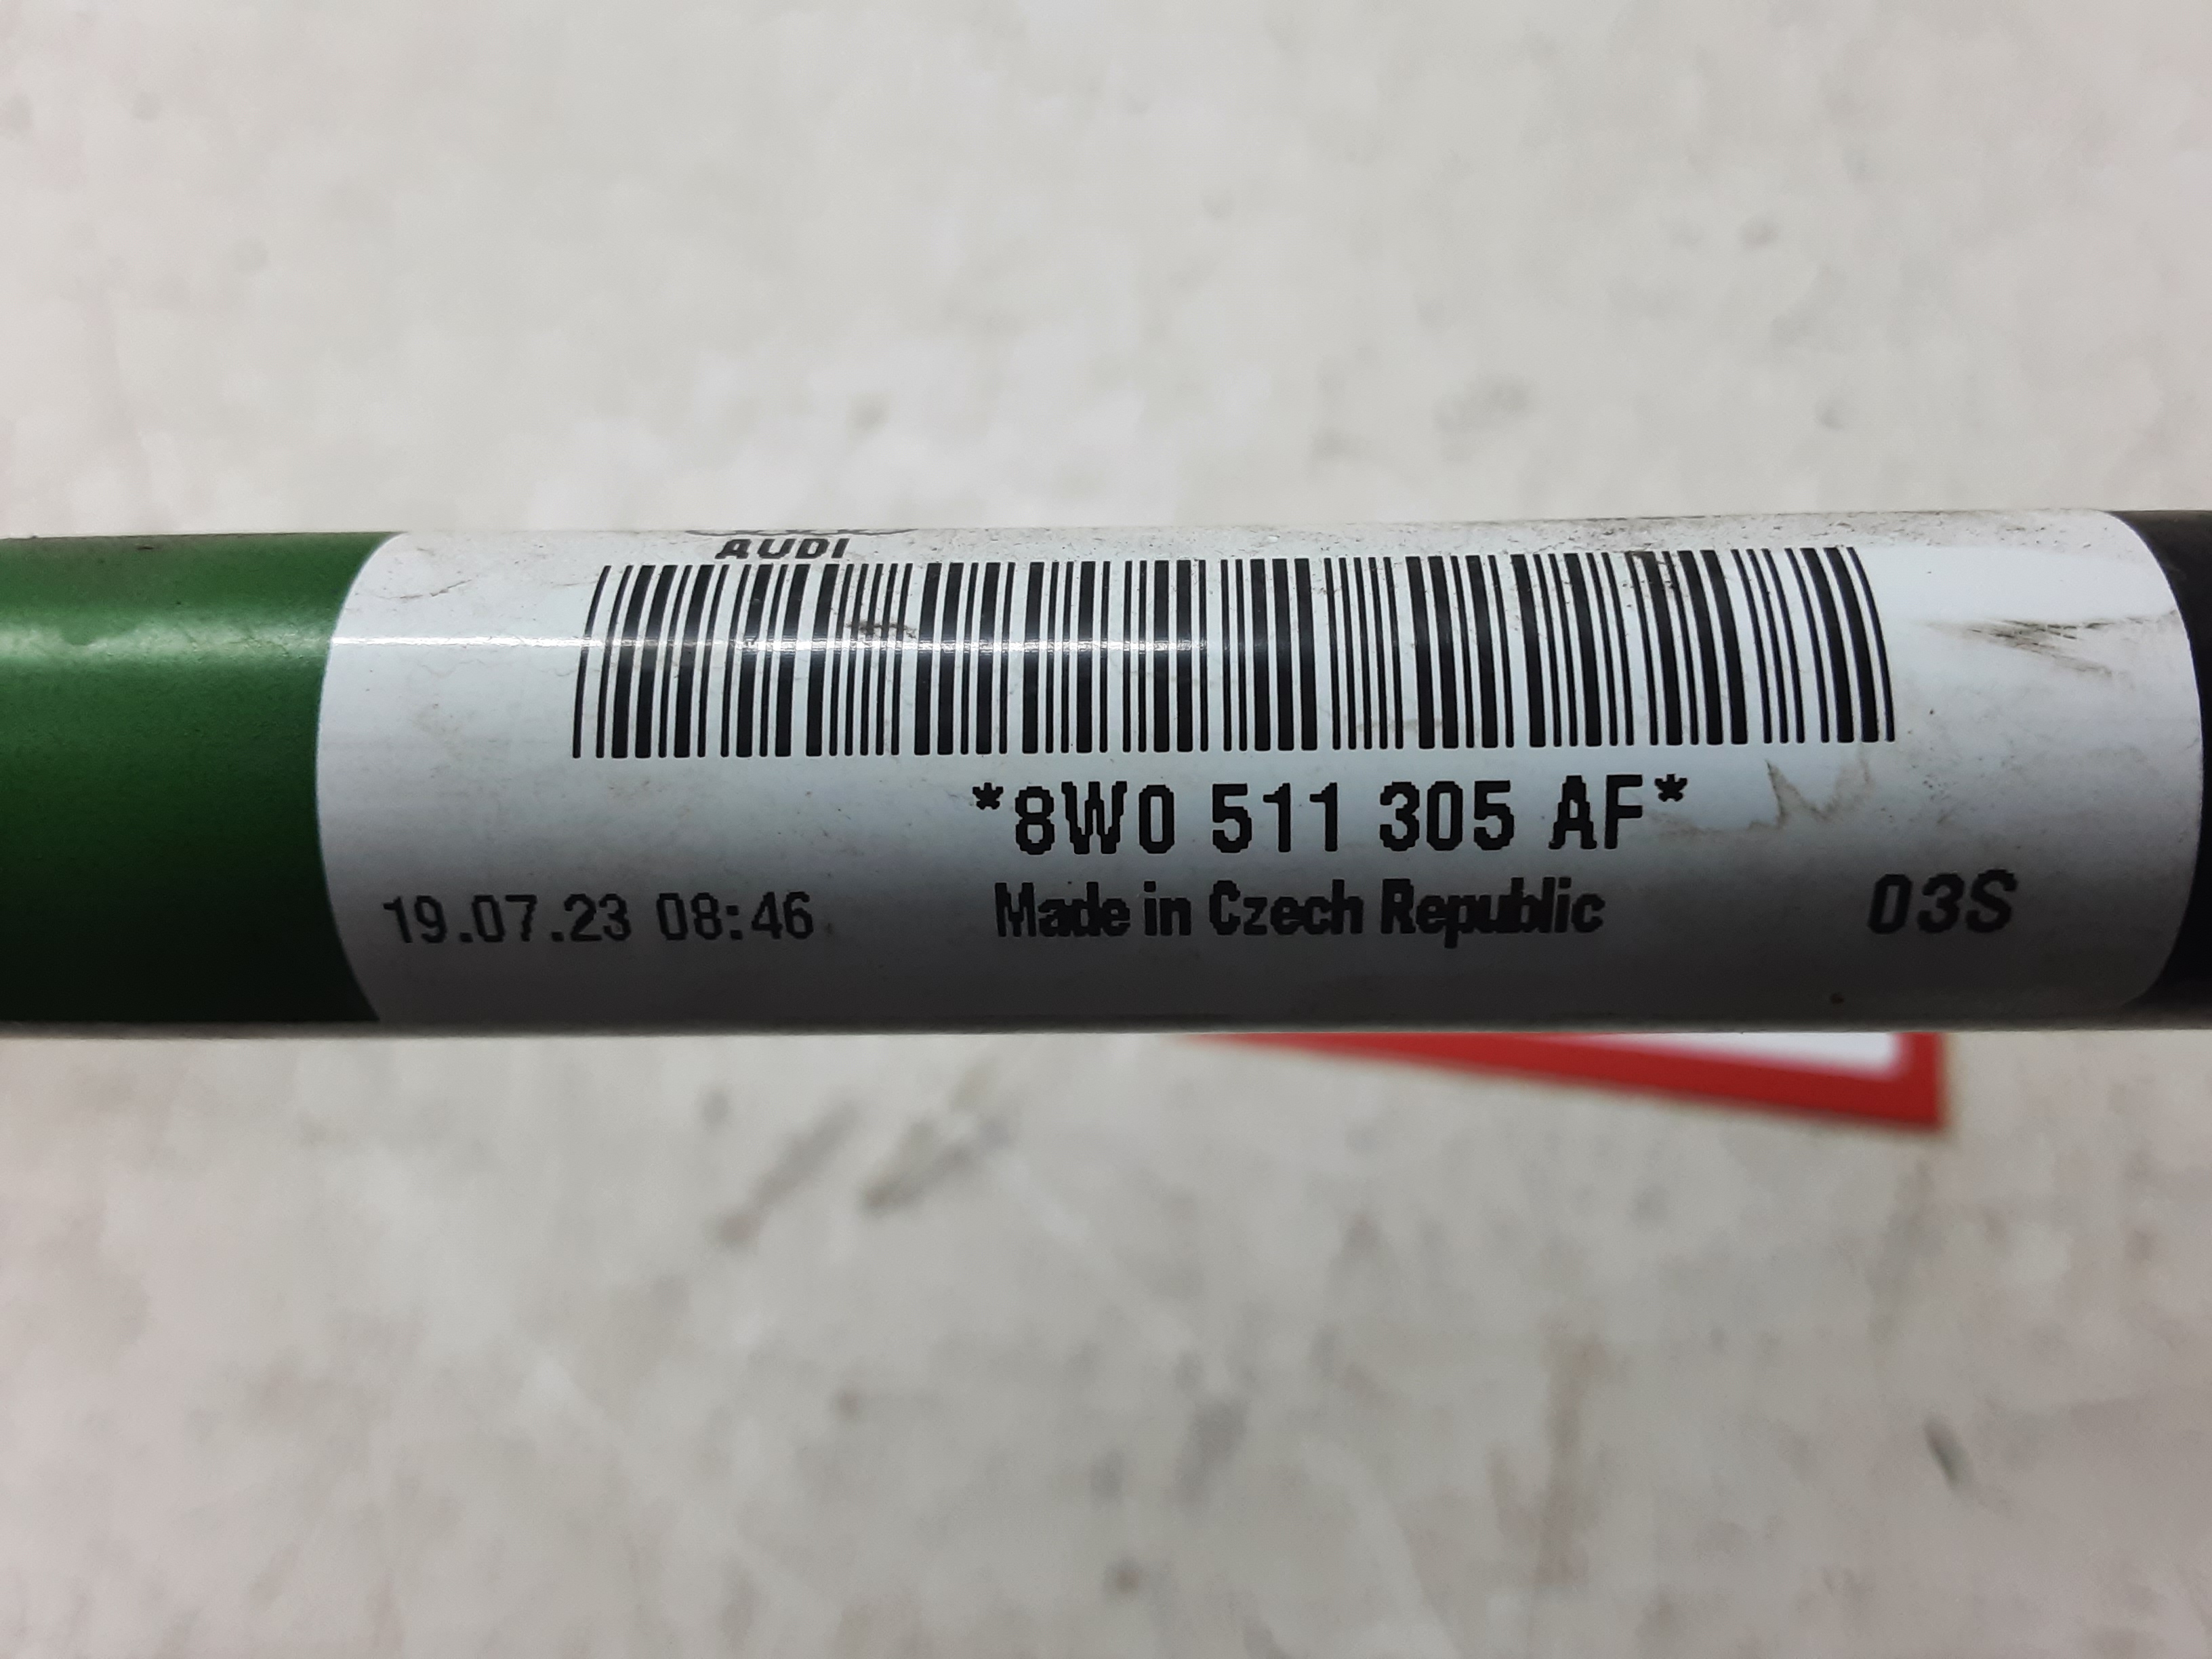 AUDI
*8W0 511 305 AF*
19.07.23 08:46 Made in Czech Republic 03S